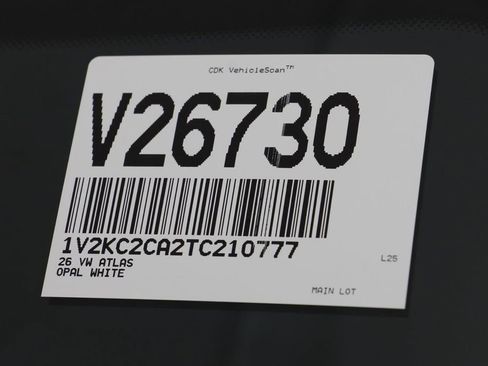 CDK VehicleScan™
V26730
1V2KC2CA2TC210777
26 VW ATLAS
OPAL WHITE
L25
MAIN LOT